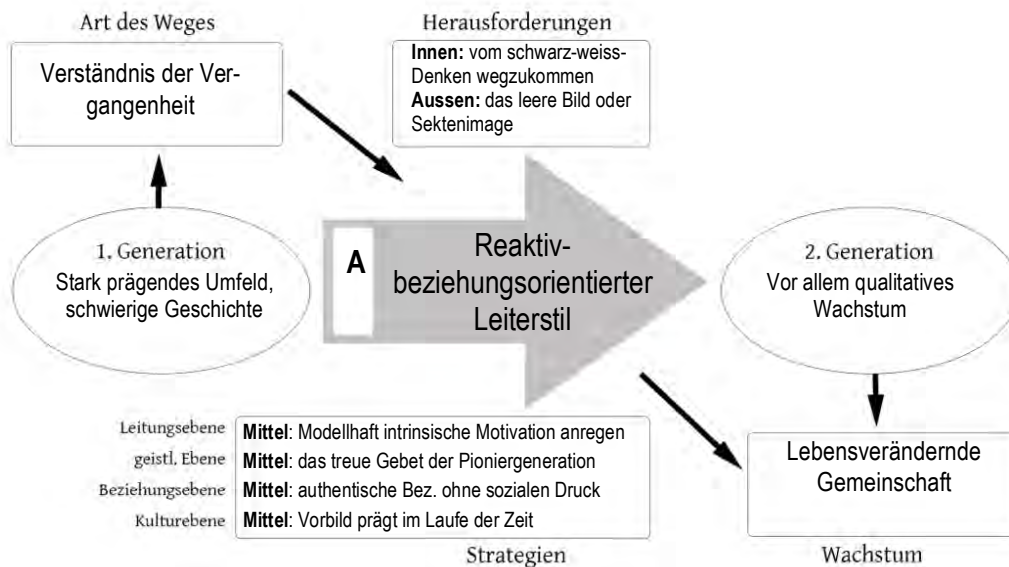 Art des Weges
Herausforderungen
Verständnis der Ver-
gangenheit
Innen: vom schwarz-weiss-
Denken wegzukommen
Aussen: das leere Bild oder
Sektenimage
1. Generation
Stark prägendes Umfeld,
schwierige Geschichte
A
Reaktiv-
beziehungsorientierter
Leiterstil
2. Generation
Vor allem qualitatives
Wachstum
Leitungsebene Mittel: Modellhaft intrinsische Motivation anregen
geistl. Ebene Mittel: das treue Gebet der Pioniergeneration
Beziehungsebene Mittel: authentische Bez. ohne sozialen Druck
Kulturebene Mittel: Vorbild prägt im Laufe der Zeit
Strategien
Lebensverändernde
Gemeinschaft
Wachstum